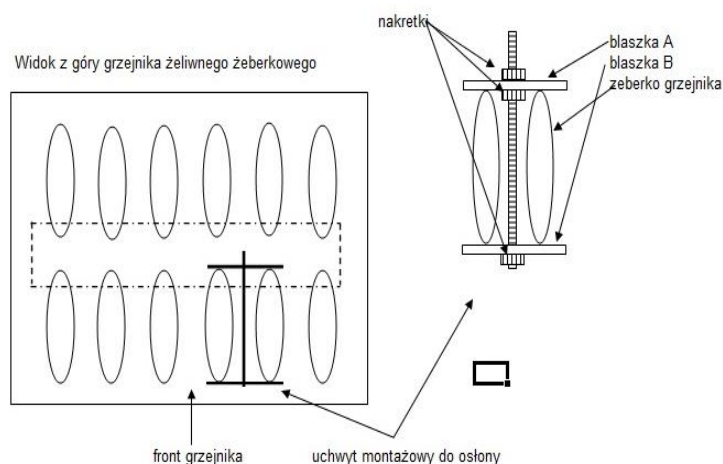 nakretki
blaszka A
blaszka B
zeberko grzejnika
Widok z góry grzejnika żeliwnego żeberkowego
front grzejnika
uchwyt montażowy do osłony